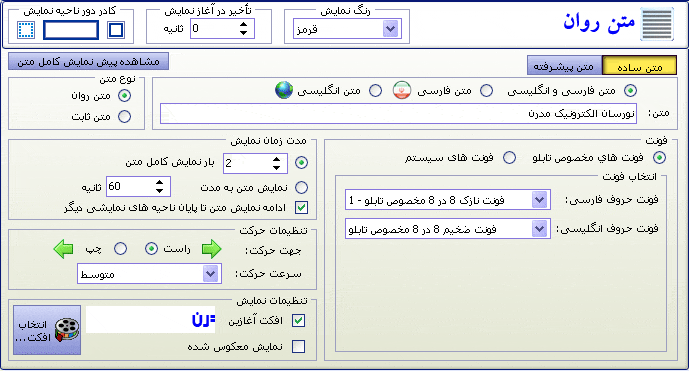 متن روان
رنگ نمایش
قرمز
تأخیر در آغاز نمایش
0
ثانیه
کادر دور ناحیه نمایش
متن ساده
متن پیشرفته
مشاهده پیش نمایش کامل متن
متن فارسی و انگلیسی
متن فارسی
متن انگلیسی
متن:
نورسان الکترونیک مدرن
نوع متن
متن روان
متن ثابت
فونت
فونت هاي مخصوص تابلو
فونت های سیستم
انتخاب فونت
فونت حروف فارسی:
فونت نازک 8 در 8 مخصوص تابلو - 1
فونت حروف انگلیسی:
فونت ضخیم 8 در 8 مخصوص تابلو
مدت زمان نمایش
2
بار نمایش کامل متن
نمایش متن به مدت
60
ثانیه
ادامه نمایش متن تا پایان ناحیه های نمایشی دیگر
تنظیمات حرکت
جهت حرکت:
راست
چپ
سرعت حرکت:
متوسط
تنظیمات نمایش
افکت آغازین
نمایش معکوس شده
انتخاب
افکت...